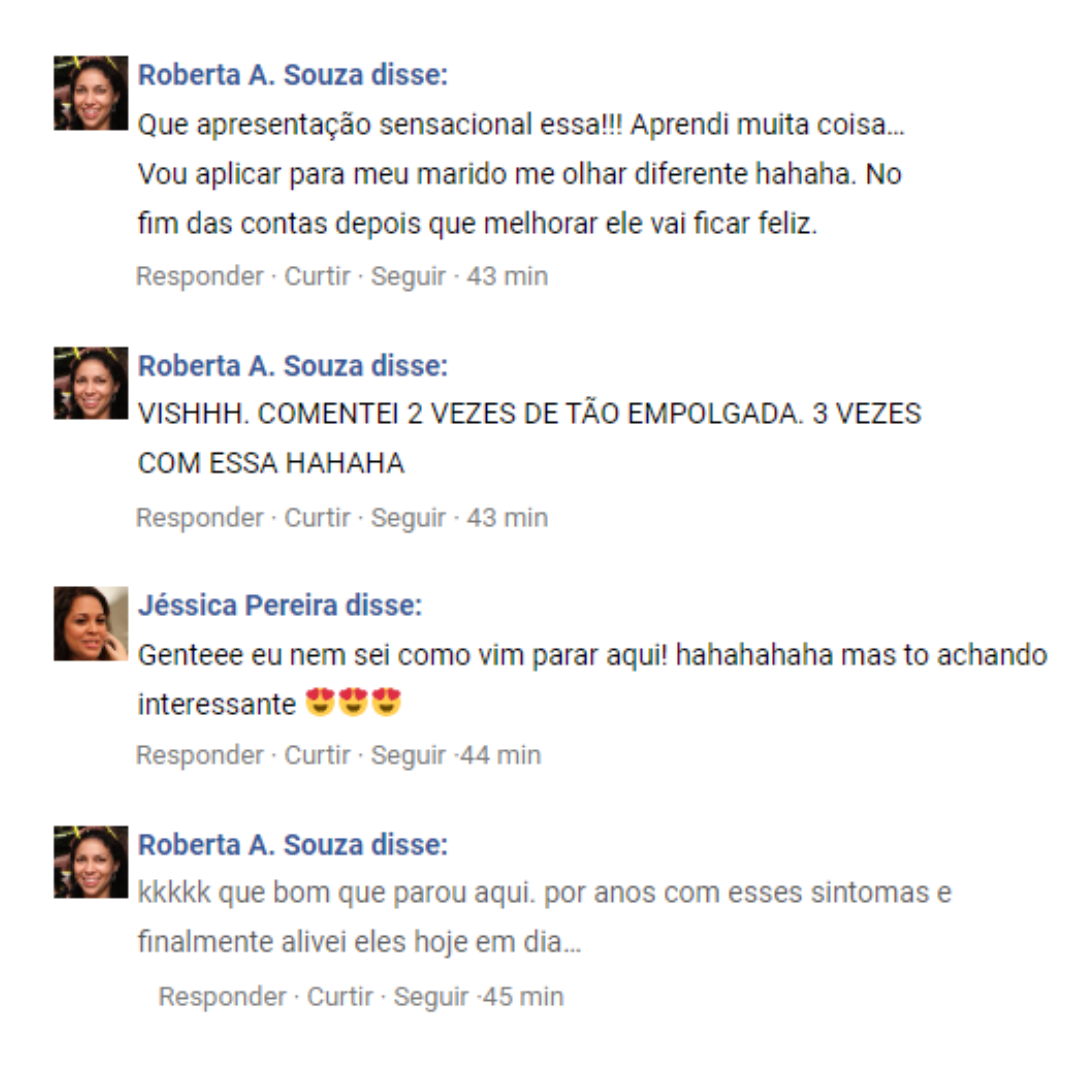 Roberta A. Souza disse:
Que apresentação sensacional essa!!! Aprendi muita coisa...
Vou aplicar para meu marido me olhar diferente hahaha. No
fim das contas depois que melhorar ele vai ficar feliz.
Responder · Curtir · Seguir · 43 min
Roberta A. Souza disse:
VISHHH. COMENTEI 2 VEZES DE TÃO EMPOLGADA. 3 VEZES
COM ESSA HAHAHA
Responder · Curtir · Seguir · 43 min
Jéssica Pereira disse:
Genteee eu nem sei como vim parar aqui! hahahahaha mas to achando
interessante 😍😍😍
Responder · Curtir · Seguir ·44 min
Roberta A. Souza disse:
kkkkk que bom que parou aqui. por anos com esses sintomas e
finalmente alivei eles hoje em dia...
Responder · Curtir · Seguir ·45 min